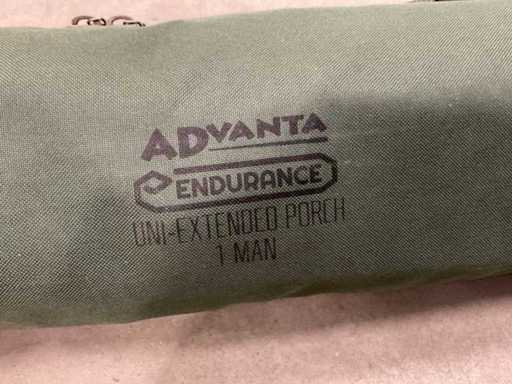 ADVANTA
ENDURANCE
UNI-EXTENDED PORCH
1 MAN